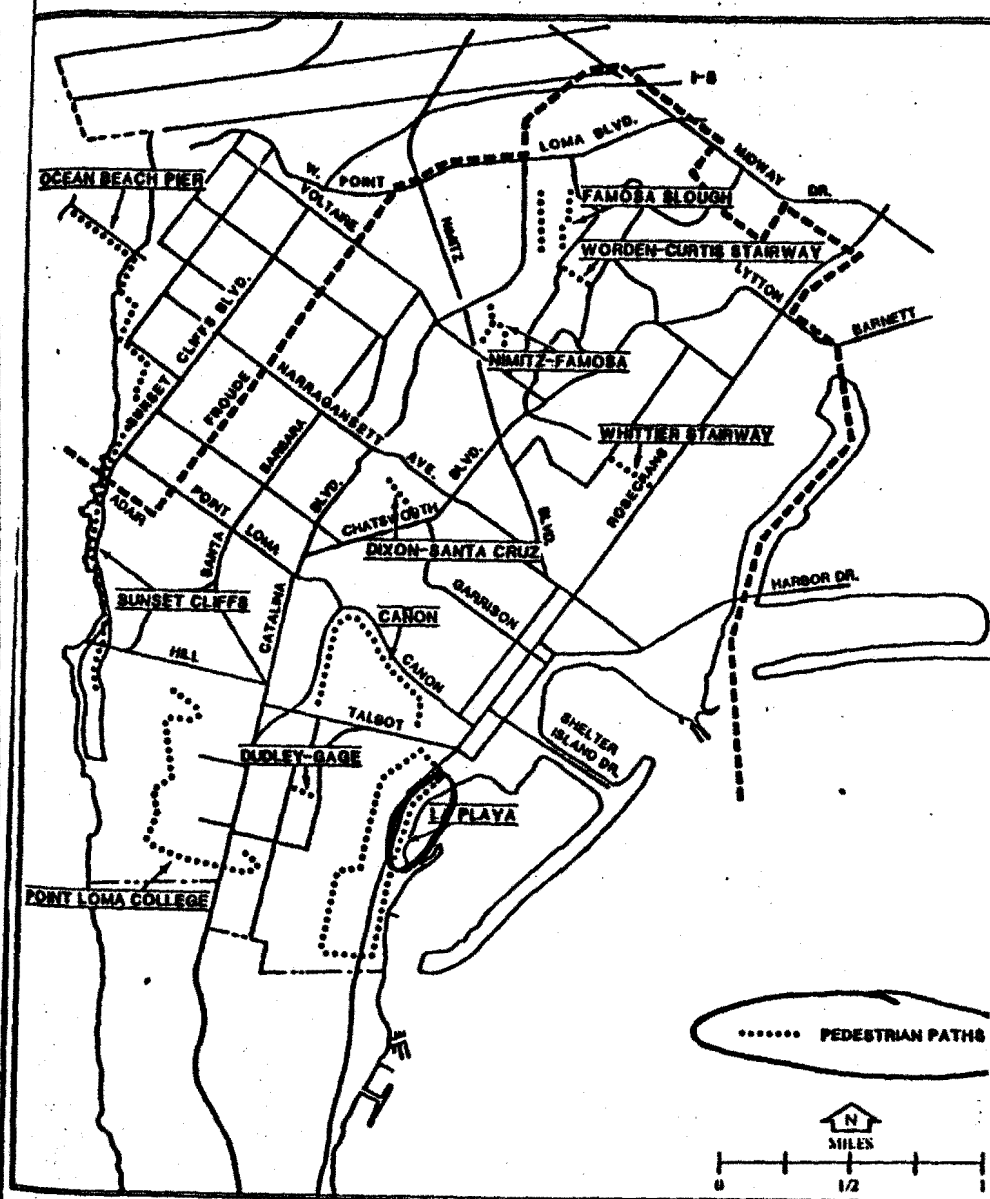 I-8
LOMA BLVD.
MIDWAY
DR.
W.
POINT
OCEAN BEACH PIER
VOLTAIRE
FAMOSA SLOUGH
NIMITZ
WORDEN-CURTIS STAIRWAY
LYTTON
SUNSET CLIFFS BLVD.
BARNETT
NIMITZ-FAMOSA
NARRAGANSETT
AVE.
FROUDE
BARBARA
WHITTIER STAIRWAY
BLVD.
ROSECRANS
BLVD.
POINT
LOMA
ADAIR
CHATSWORTH
BLVD.
DIXON-SANTA CRUZ
SANTA
HARBOR DR.
GARRISON
SUNSET CLIFFS
CATALINA
CANON
HILL
CANON
TALBOT
SHELTER
ISLAND DR.
DUDLEY-GAGE
LA PLAYA
POINT LOMA COLLEGE
PEDESTRIAN PATHS
N
MILES
0 1/2 1